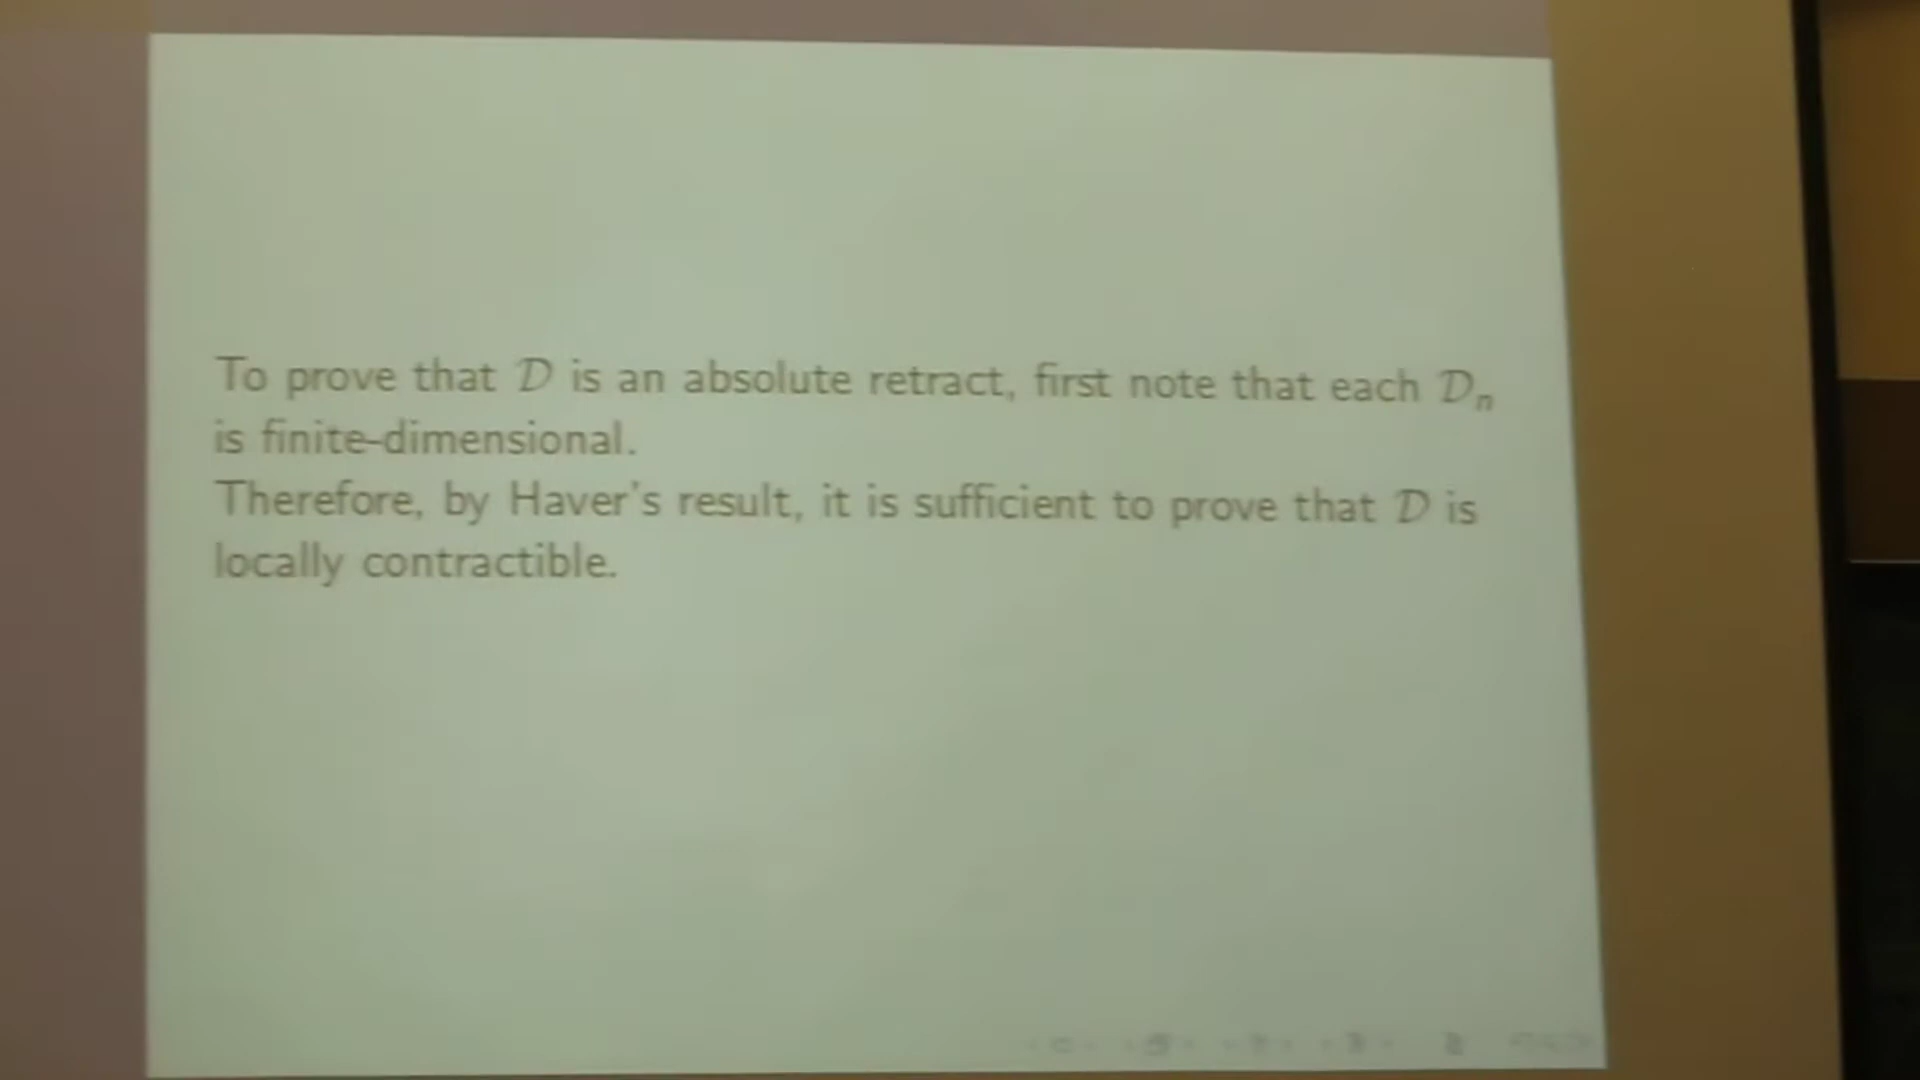 To prove that 𝒟 is an absolute retract, first note that each 𝒟ₙ
is finite-dimensional.
Therefore, by Haver's result, it is sufficient to prove that 𝒟 is
locally contractible.